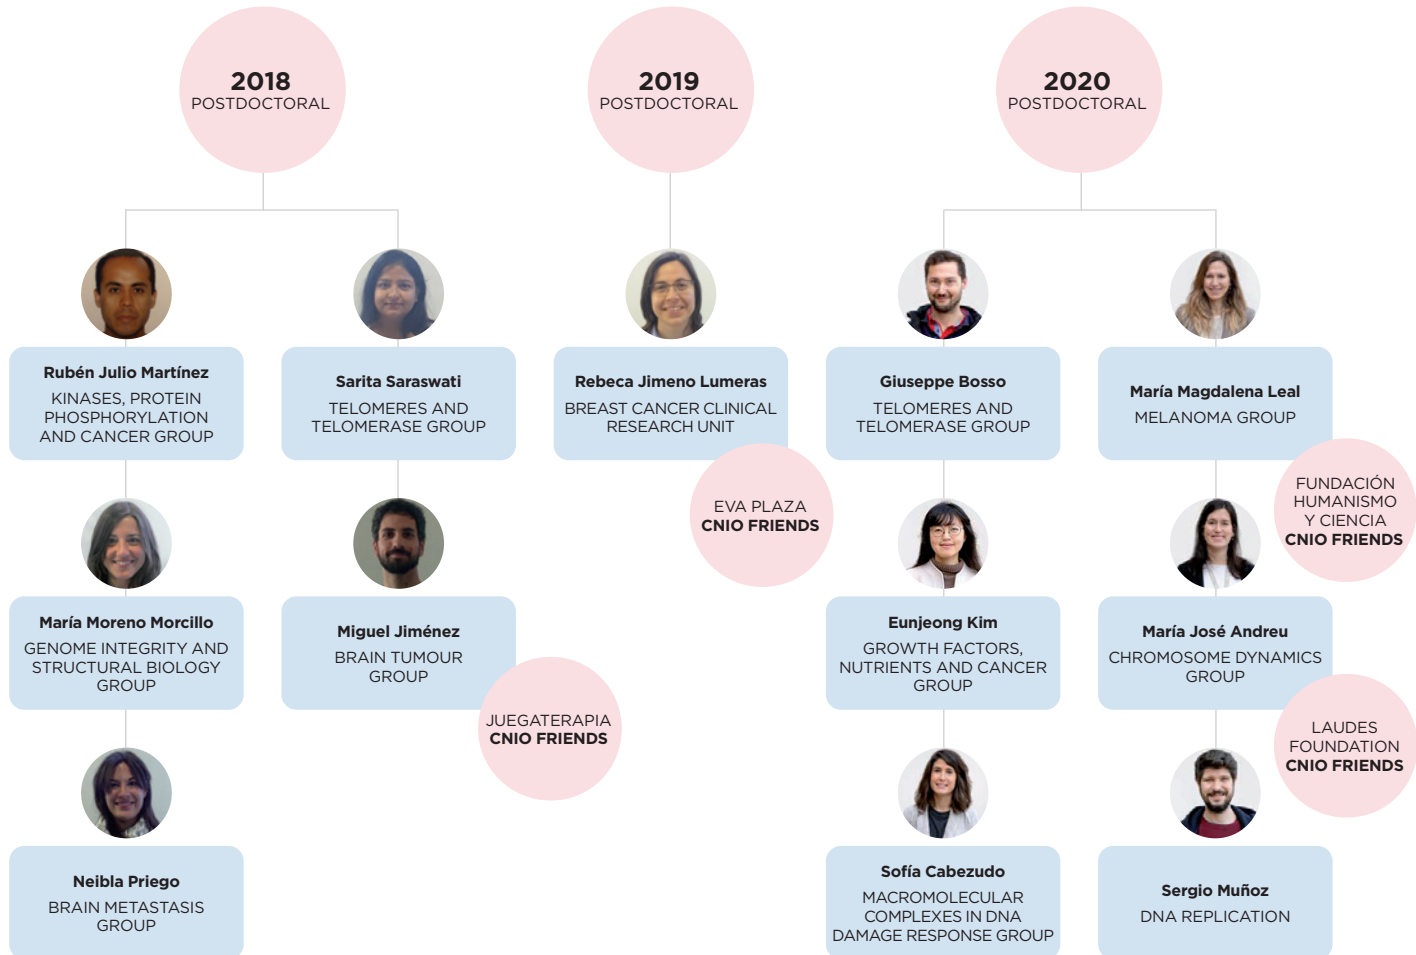 2018
POSTDOCTORAL
Rubén Julio Martínez
KINASES, PROTEIN
PHOSPHORYLATION
AND CANCER GROUP
Sarita Saraswati
TELOMERES AND
TELOMERASE GROUP
María Moreno Morcillo
GENOME INTEGRITY AND
STRUCTURAL BIOLOGY
GROUP
Miguel Jiménez
BRAIN TUMOUR
GROUP
JUEGATERAPIA
CNIO FRIENDS
Neibla Priego
BRAIN METASTASIS
GROUP
2019
POSTDOCTORAL
Rebeca Jimeno Lumeras
BREAST CANCER CLINICAL
RESEARCH UNIT
EVA PLAZA
CNIO FRIENDS
2020
POSTDOCTORAL
Giuseppe Bosso
TELOMERES AND
TELOMERASE GROUP
María Magdalena Leal
MELANOMA GROUP
FUNDACIÓN
HUMANISMO
Y CIENCIA
CNIO FRIENDS
Eunjeong Kim
GROWTH FACTORS,
NUTRIENTS AND CANCER
GROUP
María José Andreu
CHROMOSOME DYNAMICS
GROUP
LAUDES
FOUNDATION
CNIO FRIENDS
Sofía Cabezudo
MACROMOLECULAR
COMPLEXES IN DNA
DAMAGE RESPONSE GROUP
Sergio Muñoz
DNA REPLICATION